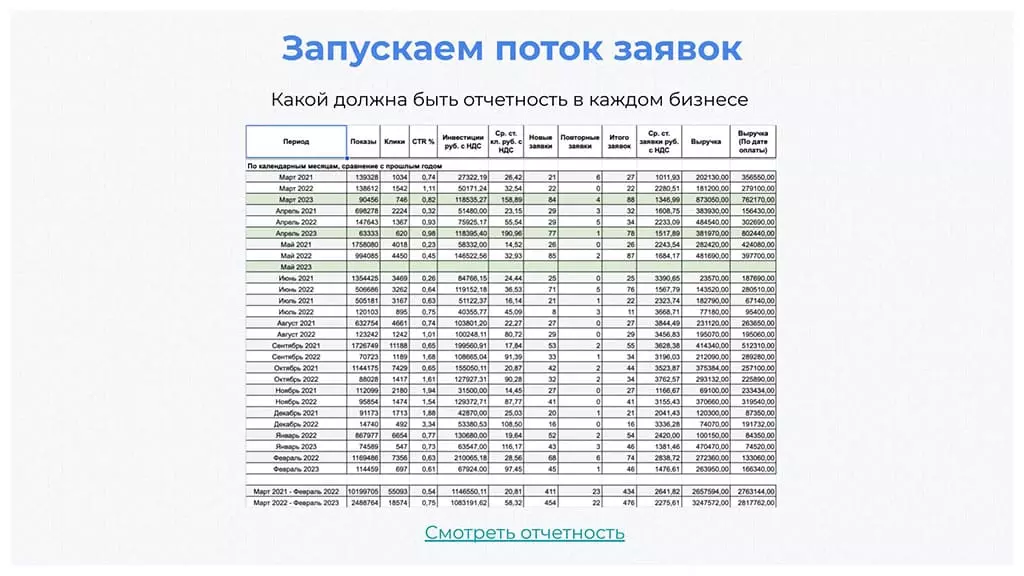 Запускаем поток заявок
Какой должна быть отчетность в каждом бизнесе
Период Показы Клики CTR % Инвестиции руб. с НДС Ср. ст. кл. руб. с НДС Новые заявки Повторные заявки Итого заявок Ср. ст. заявки руб. с НДС Выручка Выручка (По дате оплаты)
По календарным месяцам, сравнение с прошлым годом
Март 2021 139328 1034 0,74 27322,19 26,42 21 6 27 1011,93 202130,00 356550,00
Март 2022 138612 1542 1,11 50171,24 32,54 22 0 22 2280,51 181200,00 279100,00
Март 2023 90456 746 0,82 118535,27 158,89 84 4 88 1346,99 873050,00 762170,00
Апрель 2021 698278 2224 0,32 51480,00 23,15 29 3 32 1608,75 383930,00 156430,00
Апрель 2022 147643 1367 0,93 75925,17 55,54 29 5 34 2233,09 484540,00 302690,00
Апрель 2023 63333 620 0,98 118395,40 190,96 77 1 78 1517,89 381970,00 802440,00
Май 2021 1758080 4018 0,23 58332,00 14,52 26 0 26 2243,54 282420,00 424080,00
Май 2022 994085 4450 0,45 146522,56 32,93 85 2 87 1684,17 481690,00 397700,00
Май 2023
Июнь 2021 1354425 3469 0,26 84766,15 24,44 25 0 25 3390,65 23570,00 187690,00
Июнь 2022 506686 3262 0,64 119152,18 36,53 71 5 76 1567,79 143520,00 280510,00
Июль 2021 505181 3167 0,63 51122,37 16,14 21 1 22 2323,74 182790,00 67140,00
Июль 2022 120103 895 0,75 40355,77 45,09 8 3 11 3668,71 77180,00 95400,00
Август 2021 632754 4661 0,74 103801,20 22,27 27 0 27 3844,49 231120,00 263650,00
Август 2022 123242 1242 1,01 100248,11 80,72 29 0 29 3456,83 195070,00 195060,00
Сентябрь 2021 1726749 11188 0,65 199560,91 17,84 53 2 55 3628,38 414340,00 512310,00
Сентябрь 2022 70723 1189 1,68 108665,04 91,39 33 1 34 3196,03 212090,00 289280,00
Октябрь 2021 1144175 7429 0,65 155050,11 20,87 42 2 44 3523,87 375384,00 257100,00
Октябрь 2022 88028 1417 1,61 127927,31 90,28 32 2 34 3762,57 293132,00 225890,00
Ноябрь 2021 112099 2180 1,94 31500,00 14,45 27 0 27 1166,67 69100,00 233434,00
Ноябрь 2022 95854 1474 1,54 129372,71 87,77 41 0 41 3155,43 370660,00 319540,00
Декабрь 2021 91173 1713 1,88 42870,00 25,03 20 1 21 2041,43 120300,00 87350,00
Декабрь 2022 14740 492 3,34 53380,53 108,50 16 0 16 3336,28 74070,00 191732,00
Январь 2022 867977 6654 0,77 130680,00 19,64 52 2 54 2420,00 100150,00 84350,00
Январь 2023 74589 547 0,73 63547,00 116,17 43 3 46 1381,46 470470,00 74520,00
Февраль 2022 1169486 7356 0,63 210065,18 28,56 68 6 74 2838,72 272360,00 133060,00
Февраль 2023 114459 697 0,61 67924,00 97,45 45 1 46 1476,61 263950,00 166340,00
Март 2021 - Февраль 2022 10199705 55093 0,54 1146550,11 20,81 411 23 434 2641,82 2657594,00 2763144,00
Март 2022 - Февраль 2023 2488764 18574 0,75 1083191,62 58,32 454 22 476 2275,61 3247572,00 2817762,00
Смотреть отчетность